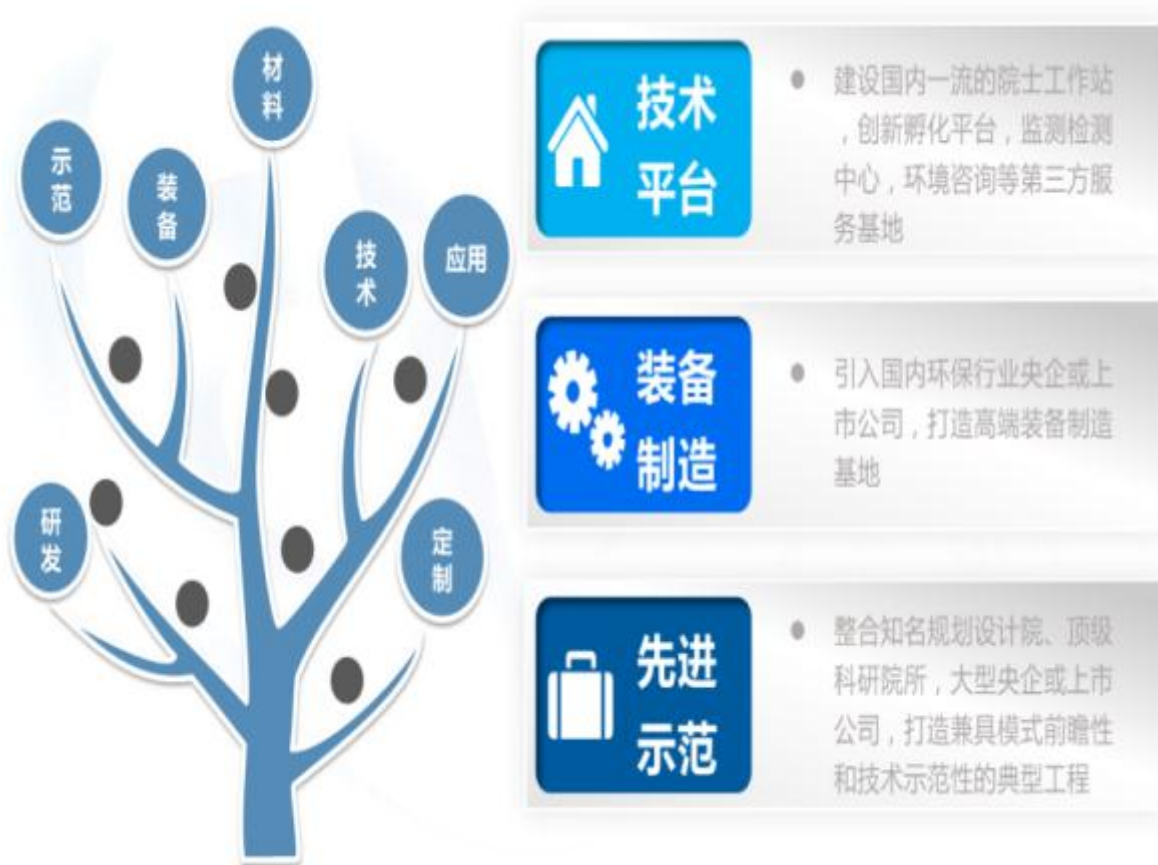 材
料
示
范
装
备
技
术
应用
研
发
定
制
技术
平台
建设国内一流的院士工作站
，创新孵化平台，监测检测
中心，环境咨询等第三方服
务基地
装备
制造
引入国内环保行业央企或上
市公司，打造高端装备制造
基地
先进
示范
整合知名规划设计院、顶级
科研院所，大型央企或上市
公司，打造兼具模式前瞻性
和技术示范性的典型工程